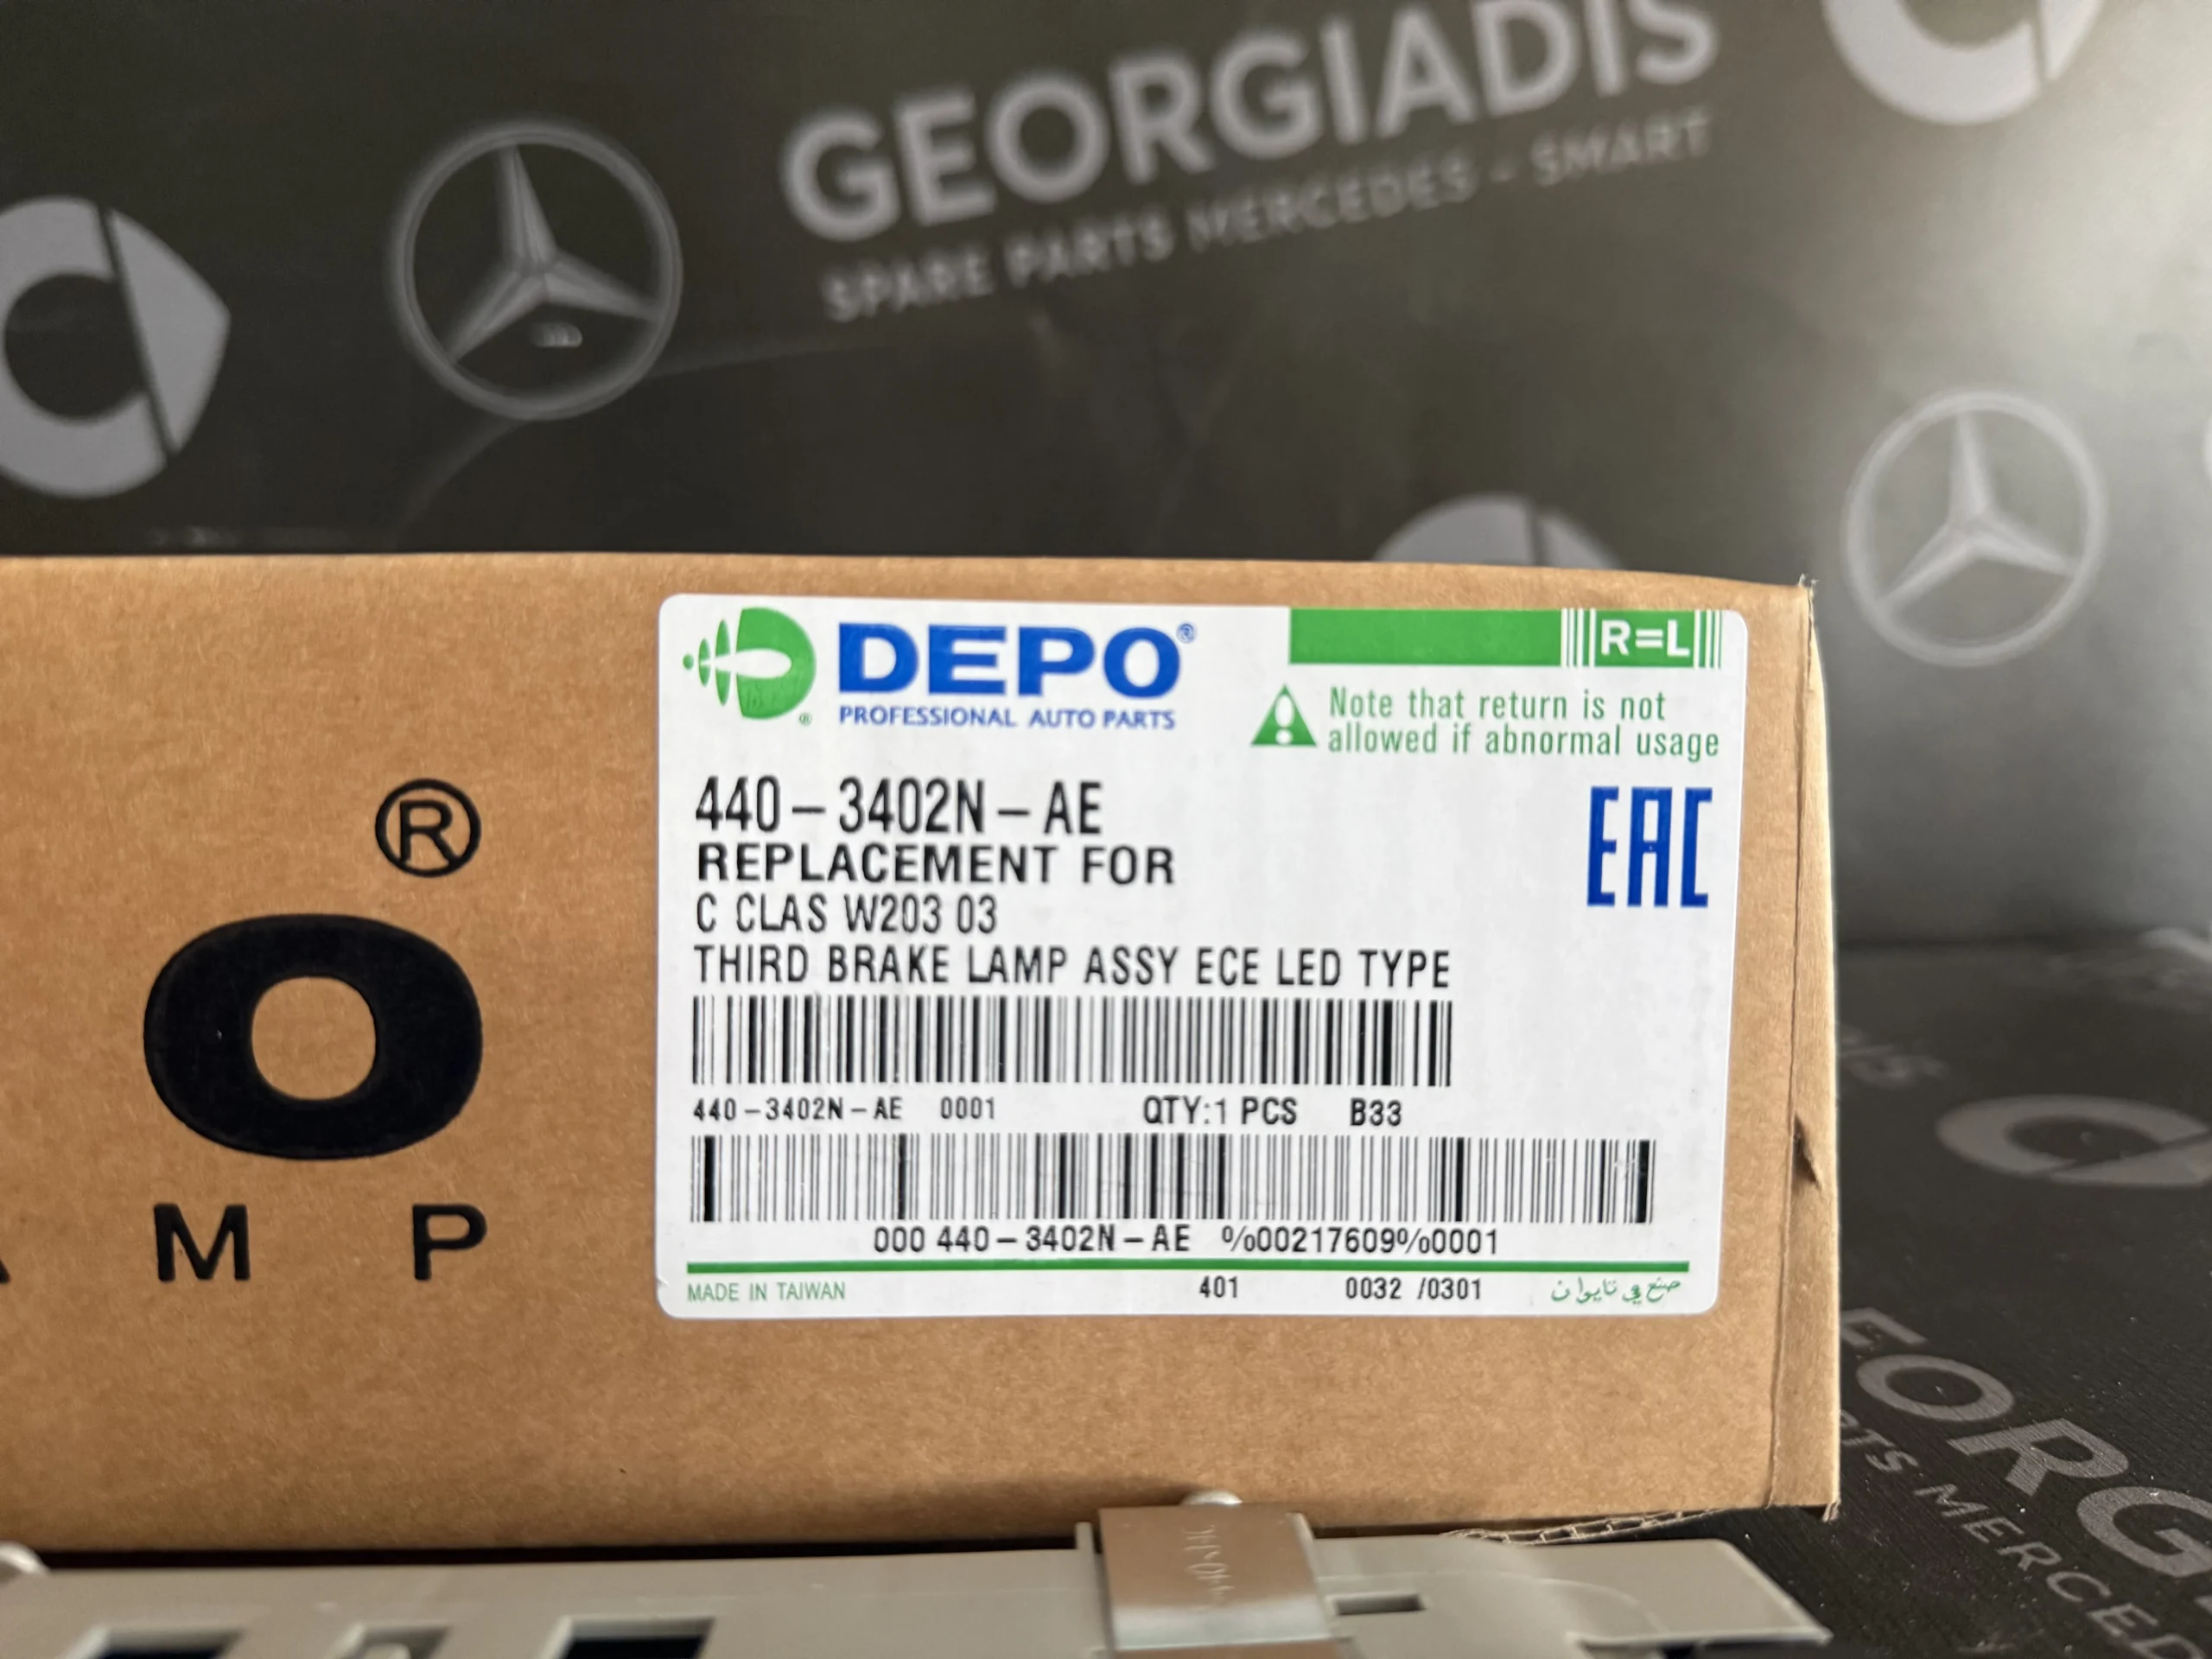 GEORGIADIS
SPARE PARTS MERCEDES - SMART
DEPO®
PROFESSIONAL AUTO PARTS
®
R=L
Note that return is not
allowed if abnormal usage
440-3402N-AE
REPLACEMENT FOR
C CLAS W203 03
THIRD BRAKE LAMP ASSY ECE LED TYPE
EAC
440-3402N-AE 0001 QTY:1 PCS B33
000 440-3402N-AE %00217609%0001
MADE IN TAIWAN 401 0032 /0301 صنع في تايوان
®
O
M P
EORG
RTS MERCED